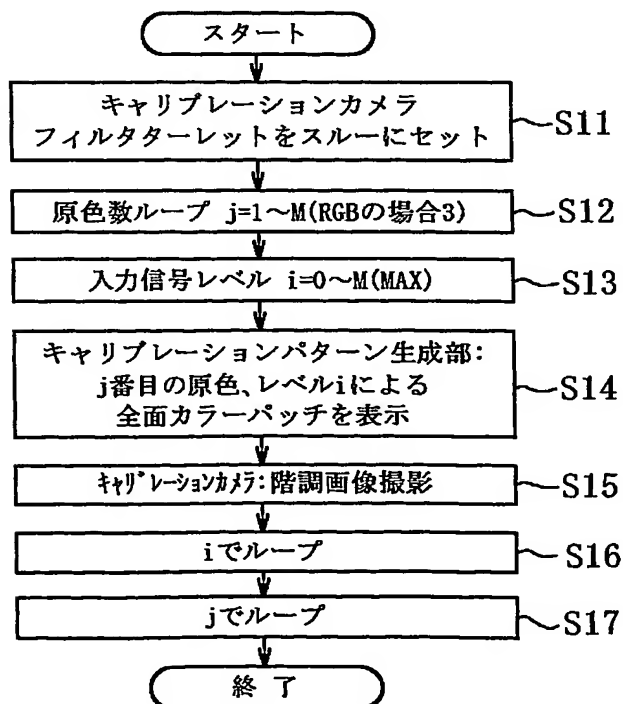 スタート
キャリブレーションカメラ
フィルタターレットをスルーにセット
S11
原色数ループ j=1～M(RGBの場合3)
S12
入力信号レベル i=0～M(MAX)
S13
キャリブレーションパターン生成部:
j番目の原色、レベルiによる
全面カラーパッチを表示
S14
ｷｬﾘﾞﾚｰｼｮﾝｶﾒﾗ:階調画像撮影
S15
iでループ
S16
jでループ
S17
終 了